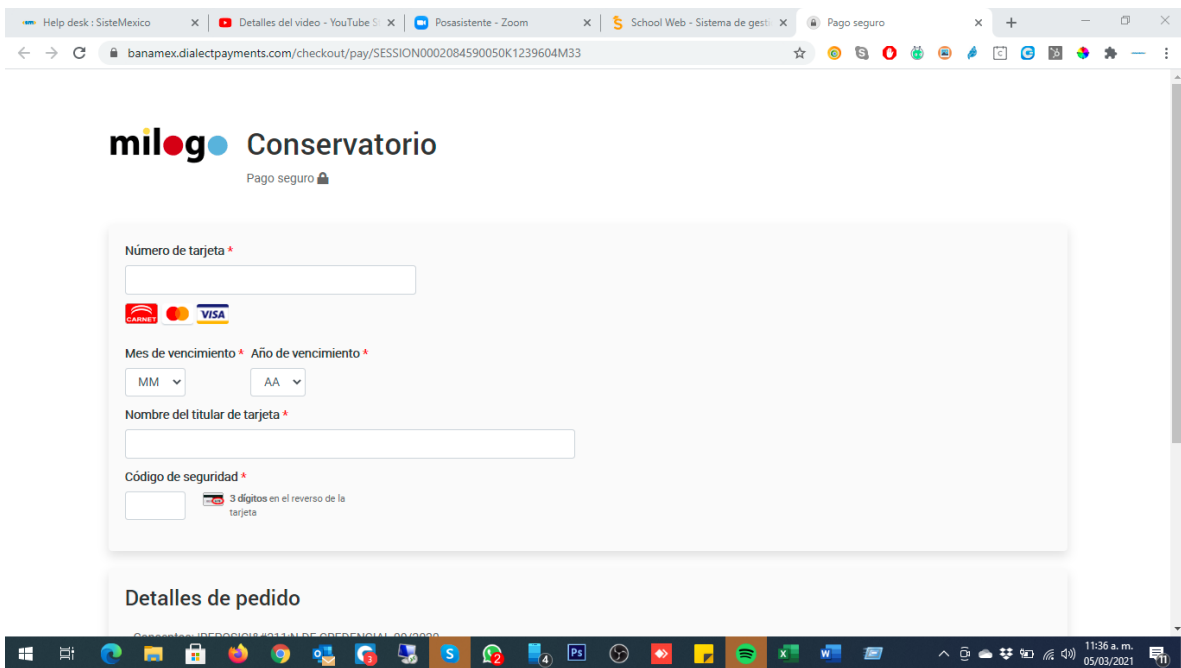 Help desk : SisteMexico
Detalles del video - YouTube S
Posasistente - Zoom
School Web - Sistema de gesti
Pago seguro
banamex.dialectpayments.com/checkout/pay/SESSION0002084590050K1239604M33
milogo Conservatorio
Pago seguro
Número de tarjeta *
CARNET
VISA
Mes de vencimiento * Año de vencimiento *
MM AA
Nombre del titular de tarjeta *
Código de seguridad *
3 dígitos en el reverso de la
tarjeta
Detalles de pedido
11:36 a. m.
05/03/2021